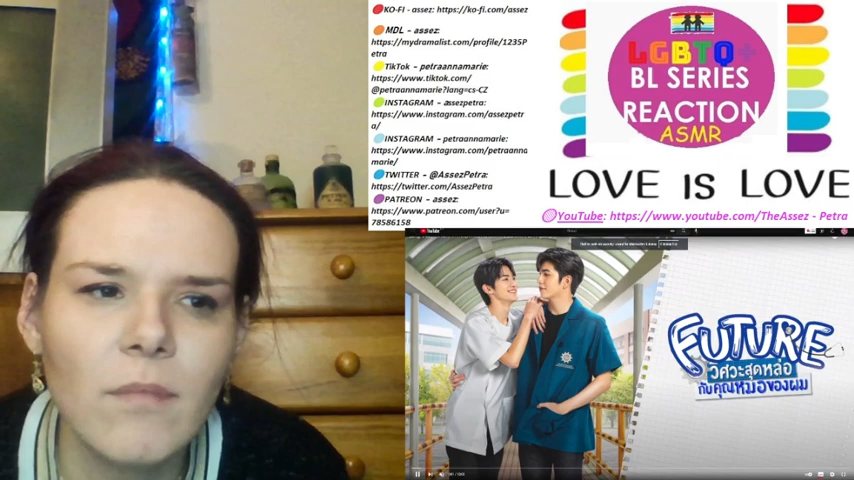 KO-FI - assez: https://ko-fi.com/assez
MDL - assez:
https://mydramalist.com/profile/1235P
etra
TikTok - petraannamarie:
https://www.tiktok.com/
@petraannamarie?lang=cs-CZ
INSTAGRAM - assezpetra:
https://www.instagram.com/assezpetr
a/
INSTAGRAM - petraannamarie:
https://www.instagram.com/petraanna
marie/
TWITTER - @AssezPetra:
https://twitter.com/AssezPetra
PATREON - assez:
https://www.patreon.com/user?u=
78586158
LGBTQ+
BL SERIES
REACTION
ASMR
LOVE IS LOVE
YouTube: https://www.youtube.com/TheAssez - Petra
FUTURE
วิศวะสุดหล่อ
กับคุณหมอของผม